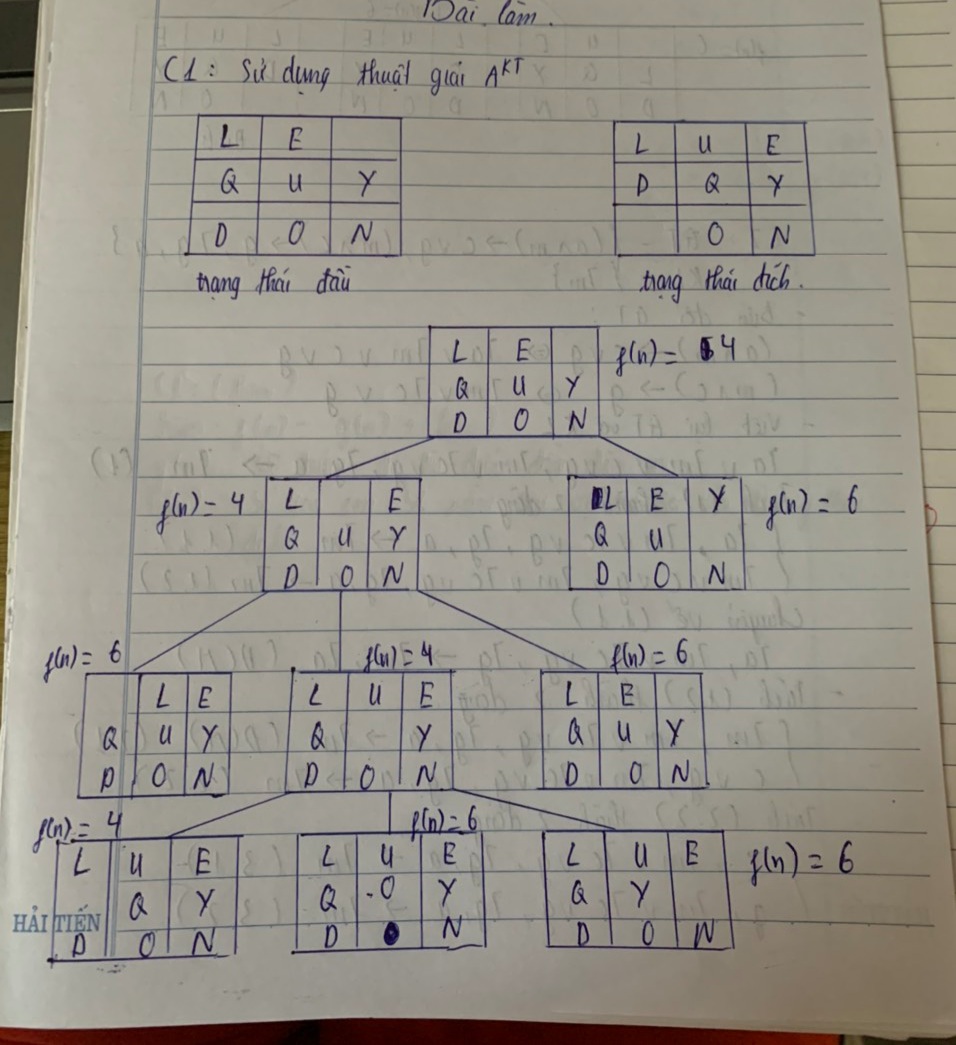 Bài làm.
C1: Sử dụng thuật giải A^KT
L E
Q U Y
D O N
trạng thái đầu
L U E
D Q Y
O N
trạng thái đích.
L E
Q U Y
D O N
f(n) = 4
f(n) = 4
L E
Q U Y
D O N
L E Y
Q U
D O N
f(n) = 6
f(n) = 6
L E
Q U Y
D O N
f(n) = 4
L U E
Q Y
D O N
f(n) = 6
L E
Q U Y
D O N
f(n) = 4
L U E
Q Y
D O N
f(n) = 6
L U E
Q O Y
D N
L U E
Q Y
D O N
f(n) = 6
HẢI TIẾN